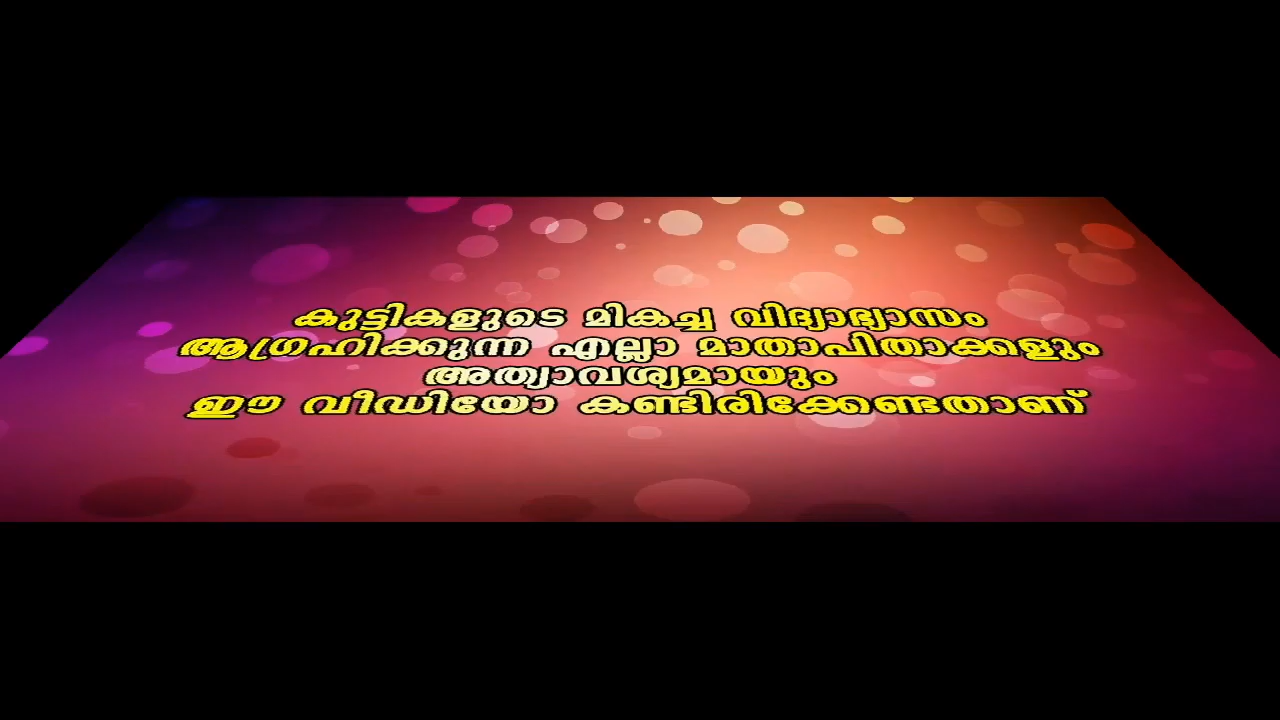 കുട്ടികളുടെ മികച്ച വിദ്യാഭ്യാസം
ആഗ്രഹിക്കുന്ന എല്ലാ മാതാപിതാക്കളും
അത്യാവശ്യമായും
ഈ വീഡിയോ കണ്ടിരിക്കേണ്ടതാണ്